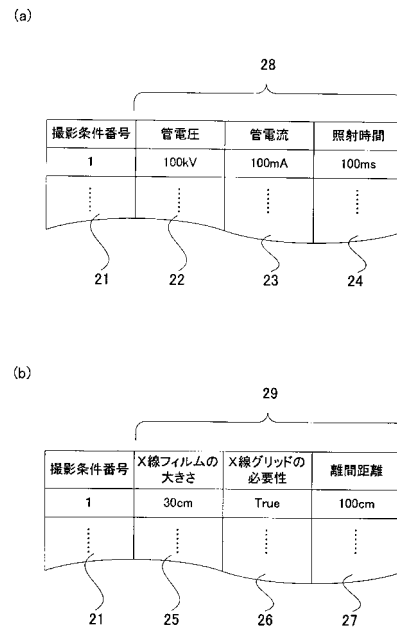 (a)
28
撮影条件番号 管電圧 管電流 照射時間
1 100kV 100mA 100ms
21 22 23 24
(b)
29
撮影条件番号 X線フィルムの大きさ X線グリッドの必要性 離間距離
1 30cm True 100cm
21 25 26 27